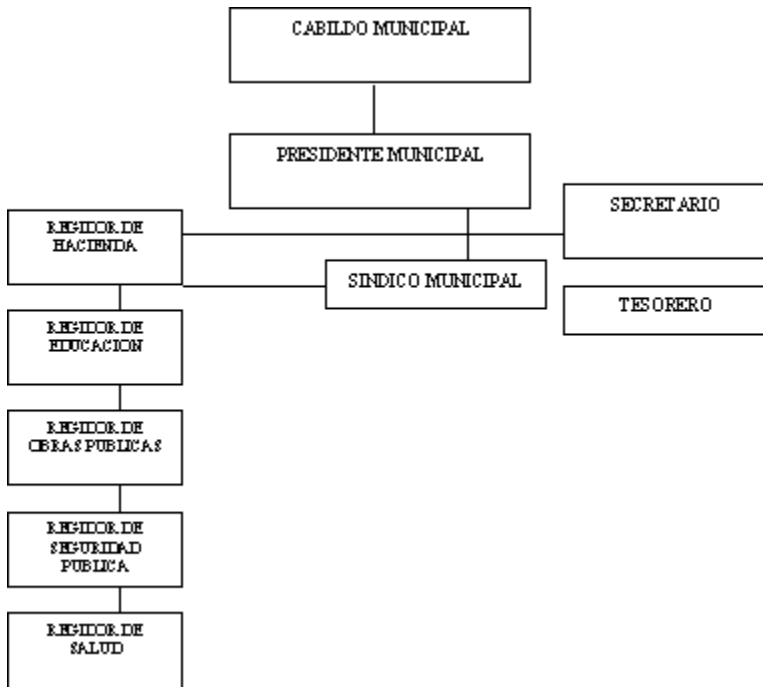 CABILDO MUNICIPAL
PRESIDENTE MUNICIPAL
SECRETARIO
REGIDOR DE
HACIENDA
SINDICO MUNICIPAL
TESORERO
REGIDOR DE
EDUCACION
REGIDOR DE
OBRAS PUBLICAS
REGIDOR DE
SEGURIDAD
PUBLICA
REGIDOR DE
SALUD